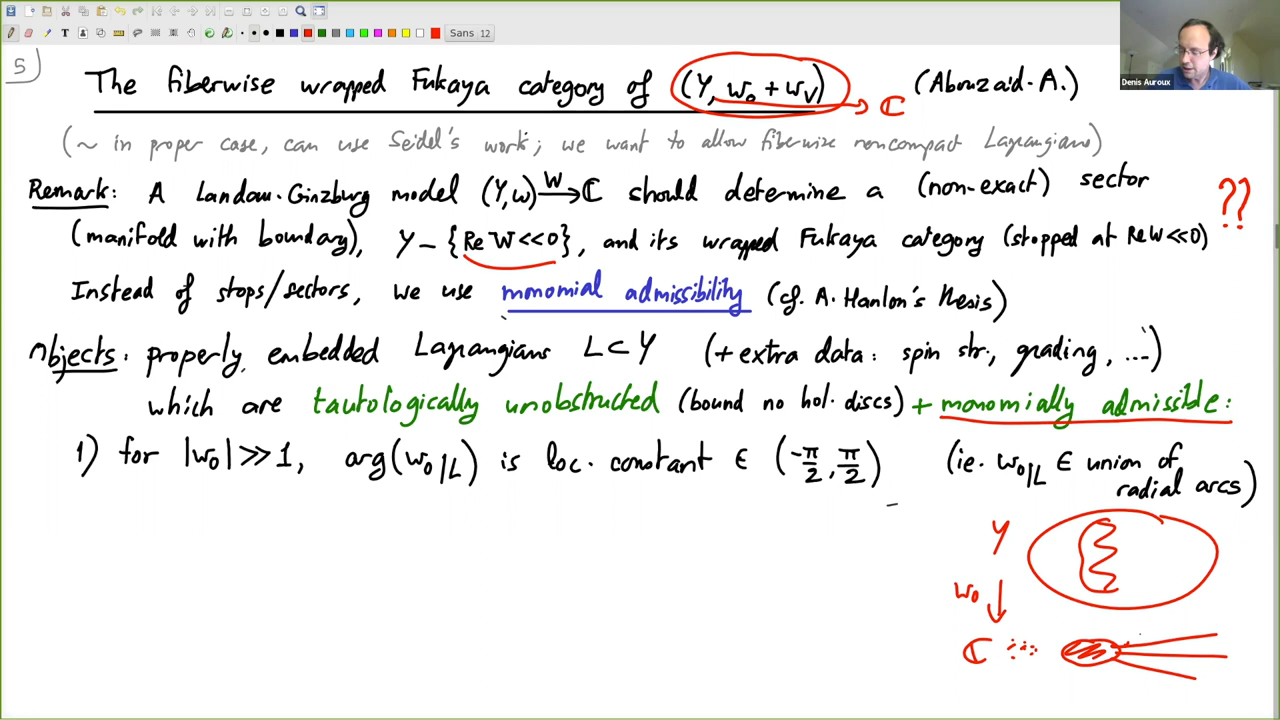 Sans 12
5
The fiberwise wrapped Fukaya category of (Y, W₀ + W_V) → ℂ (Abouzaid-A.)
(~ in proper case, can use Seidel's work; we want to allow fiberwise noncompact Lagrangians)
Remark: A Landau-Ginzburg model (Y,W) –W→ ℂ should determine a (non-exact) sector
(manifold with boundary), Y – {Re W << 0}, and its wrapped Fukaya category (stopped at Re W << 0) ??
Instead of stops/sectors, we use monomial admissibility (cf. A. Hanlon's thesis)
Objects: properly embedded Lagrangians L ⊂ Y (+ extra data: spin str., grading, ...)
which are tautologically unobstructed (bound no hol. discs) + monomially admissible:
1) for |W₀| >> 1, arg(W₀|L) is loc. constant ∈ (-π/2, π/2) (ie. W₀|L ∈ union of
radial arcs)
Y
W₀ ↓
ℂ
Denis Auroux